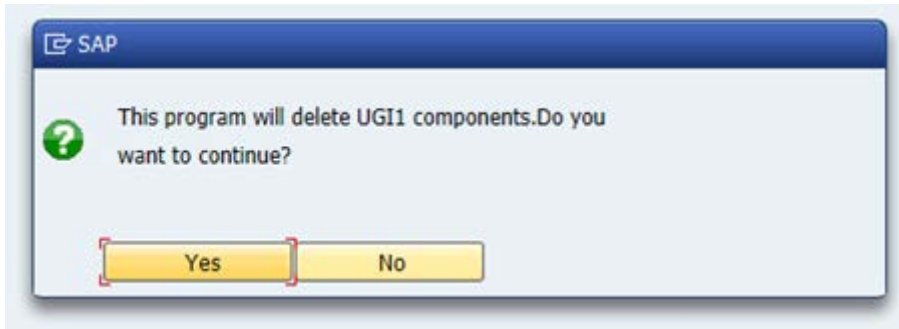 SAP
This program will delete UGI1 components.Do you
want to continue?
Yes No